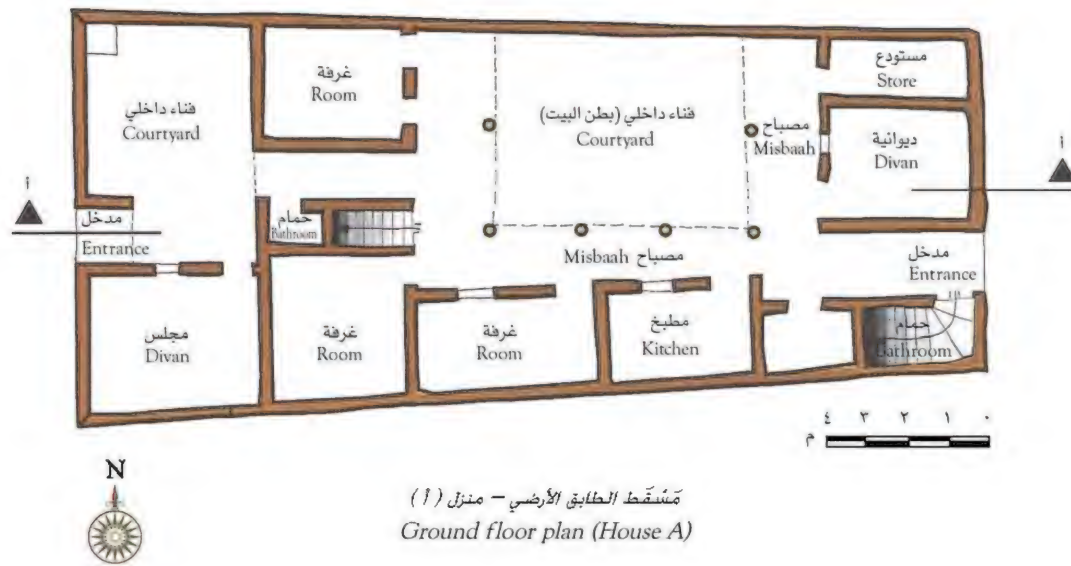 مستودع
Store
غرفة
Room
فناء داخلي
Courtyard
فناء داخلي (بطن البيت)
Courtyard
مصباح
Misbaah
ديوانية
Divan
أ
أ
مدخل
Entrance
حمام
Bathroom
Misbaah مصباح
مدخل
Entrance
مجلس
Divan
غرفة
Room
غرفة
Room
مطبخ
Kitchen
UP
حمام
Bathroom
٤ ٣ ٢ ١ ٠
م
N
مَسْقَط الطابق الأرضي – منزل (أ)
Ground floor plan (House A)